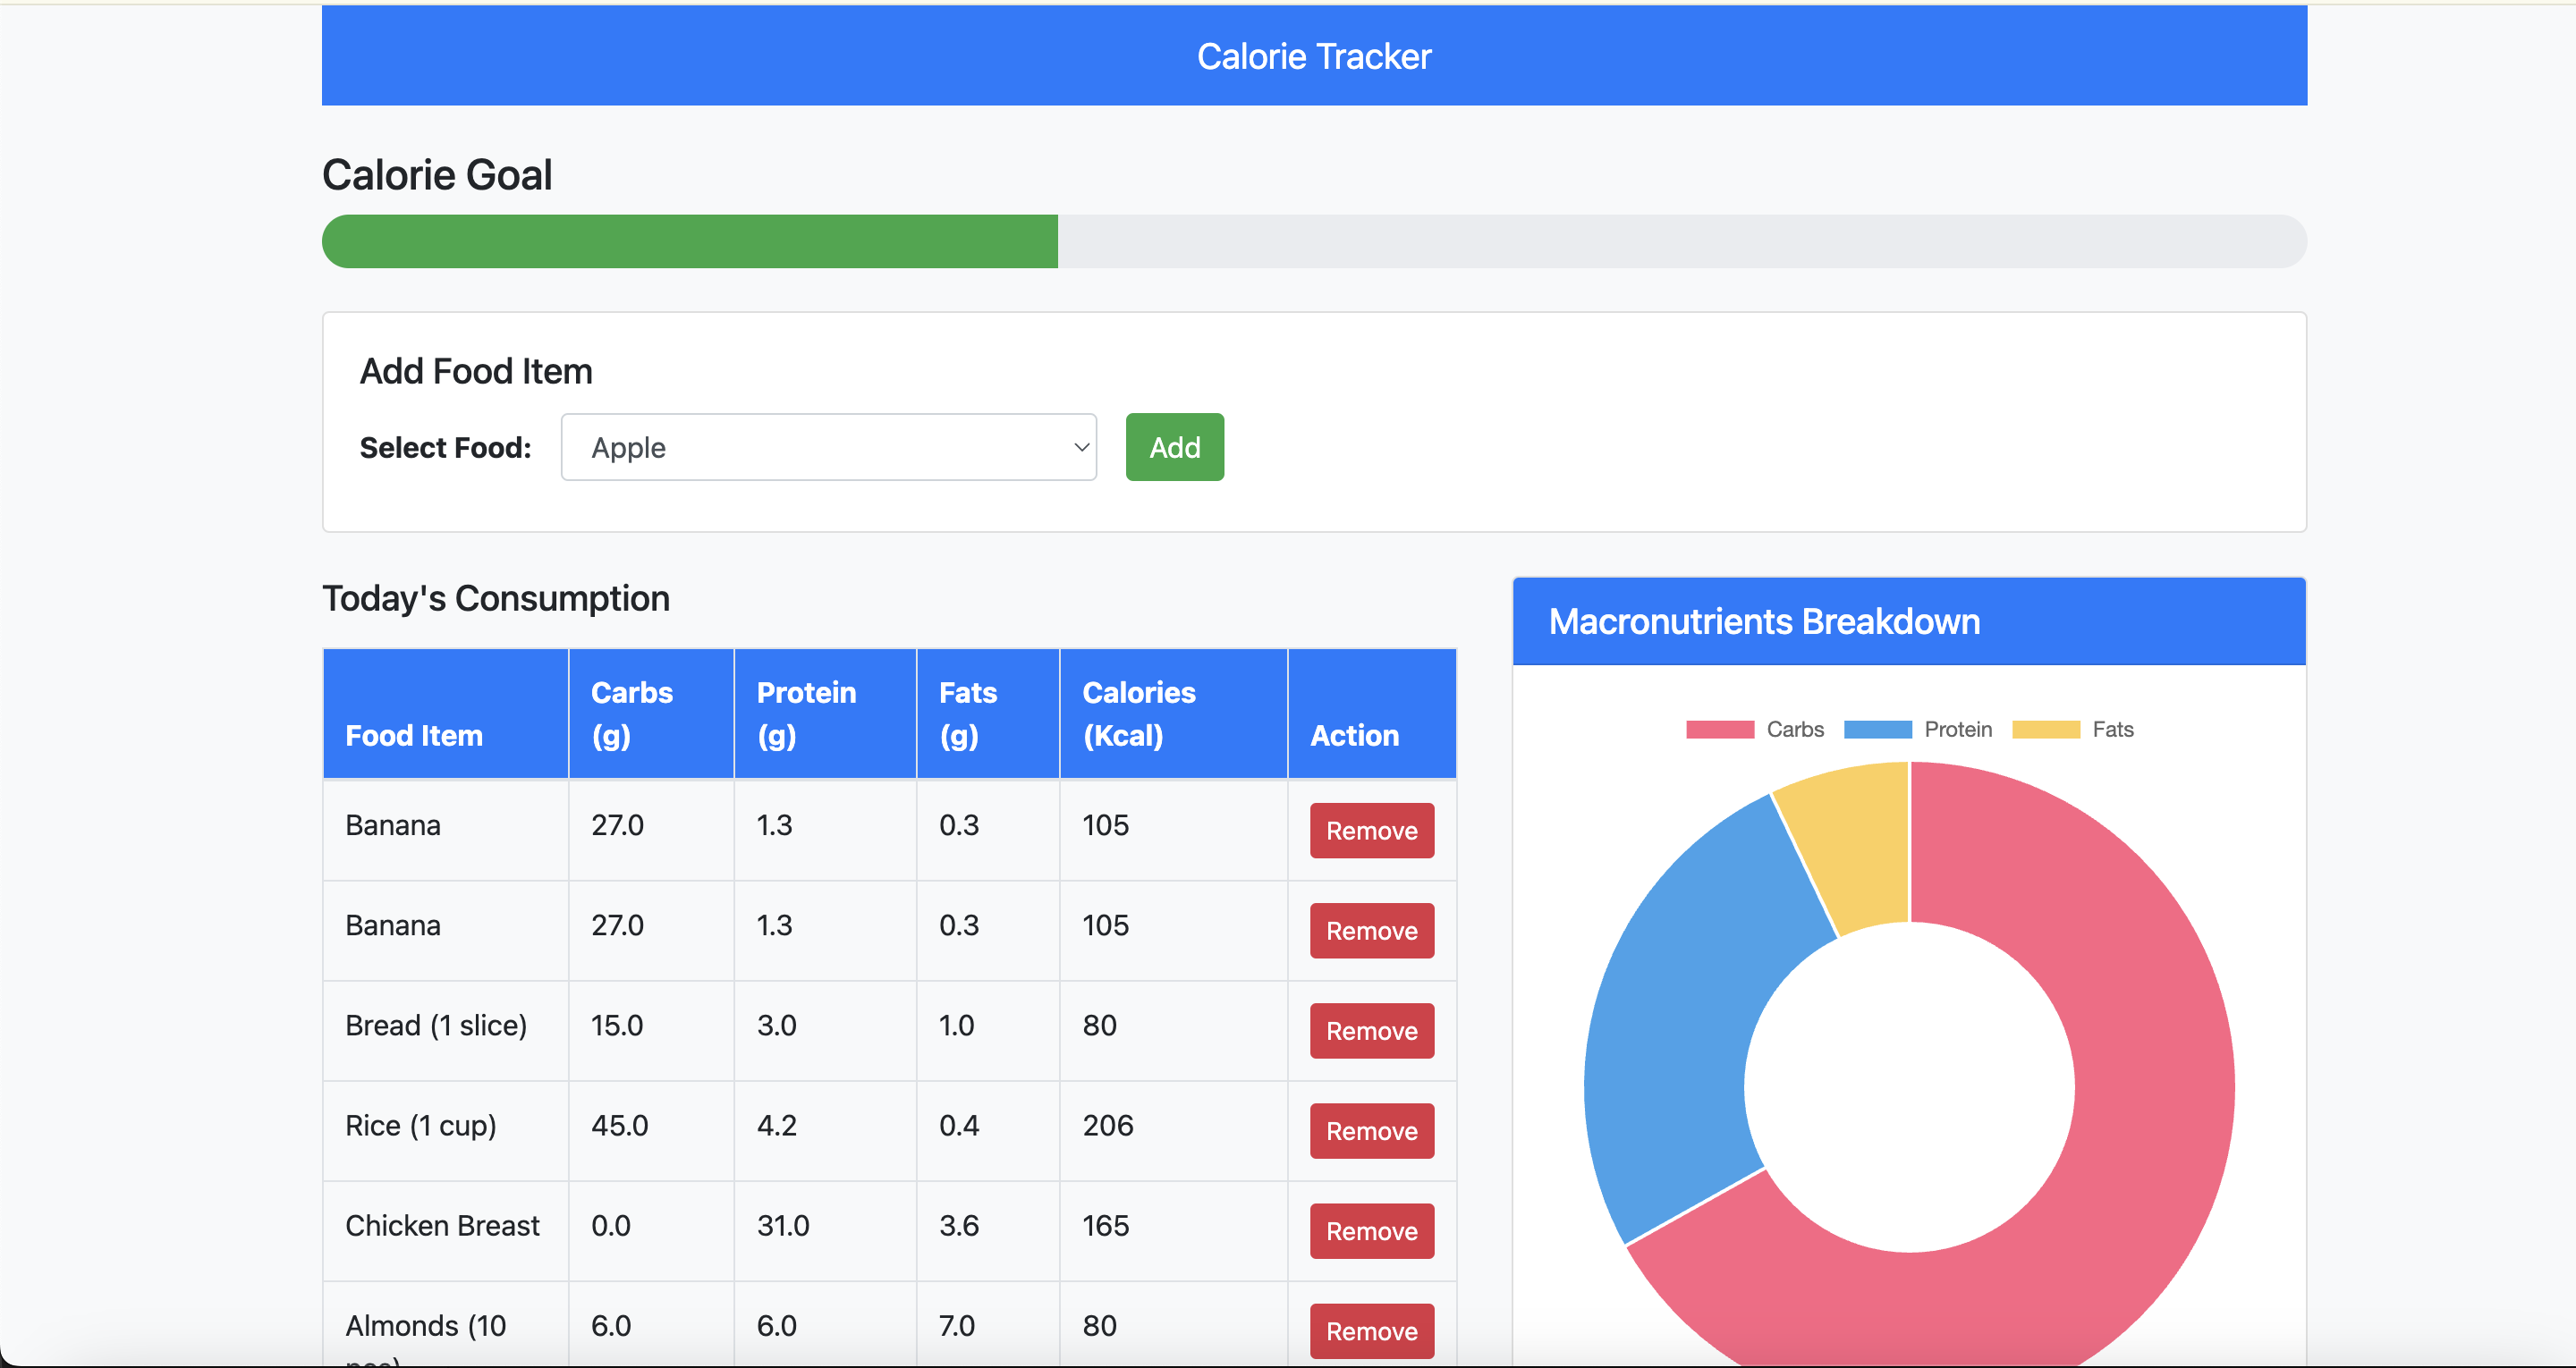 Calorie Tracker
Calorie Goal
Add Food Item
Select Food: Apple Add
Today's Consumption
Food Item Carbs (g) Protein (g) Fats (g) Calories (Kcal) Action
Banana 27.0 1.3 0.3 105 Remove
Banana 27.0 1.3 0.3 105 Remove
Bread (1 slice) 15.0 3.0 1.0 80 Remove
Rice (1 cup) 45.0 4.2 0.4 206 Remove
Chicken Breast 0.0 31.0 3.6 165 Remove
Almonds (10 6.0 6.0 7.0 80 Remove
Macronutrients Breakdown
Carbs Protein Fats